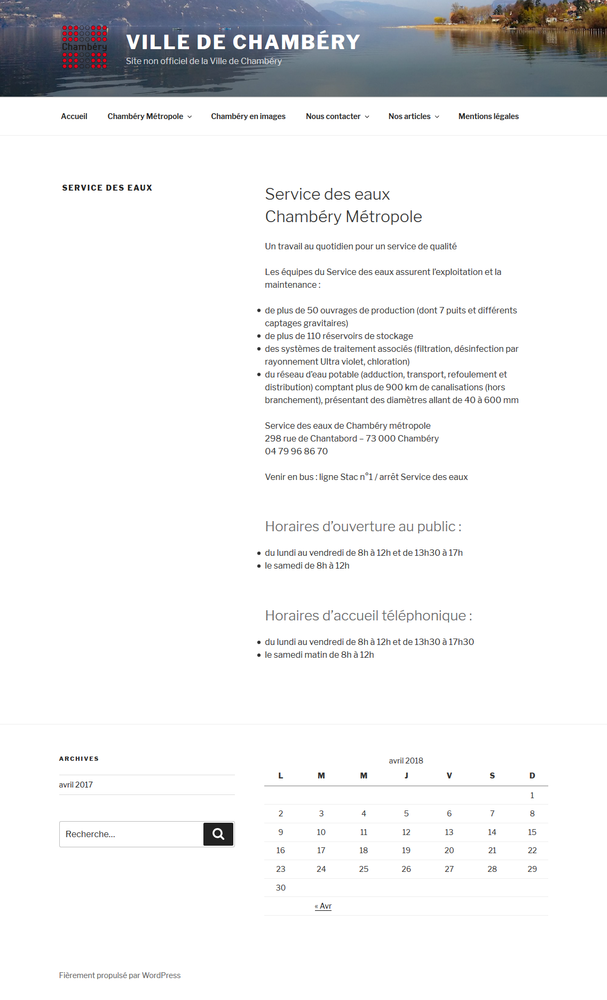 Chambéry
VILLE DE CHAMBÉRY
Site non officiel de la Ville de Chambéry
Accueil Chambéry Métropole Chambéry en images Nous contacter Nos articles Mentions légales
SERVICE DES EAUX
Service des eaux
Chambéry Métropole
Un travail au quotidien pour un service de qualité
Les équipes du Service des eaux assurent l’exploitation et la
maintenance :
de plus de 50 ouvrages de production (dont 7 puits et différents
captages gravitaires)
de plus de 110 réservoirs de stockage
des systèmes de traitement associés (filtration, désinfection par
rayonnement Ultra violet, chloration)
du réseau d’eau potable (adduction, transport, refoulement et
distribution) comptant plus de 900 km de canalisations (hors
branchement), présentant des diamètres allant de 40 à 600 mm
Service des eaux de Chambéry métropole
298 rue de Chantabord – 73 000 Chambéry
04 79 96 86 70
Venir en bus : ligne Stac n°1 / arrêt Service des eaux
Horaires d’ouverture au public :
du lundi au vendredi de 8h à 12h et de 13h30 à 17h
le samedi de 8h à 12h
Horaires d’accueil téléphonique :
du lundi au vendredi de 8h à 12h et de 13h30 à 17h30
le samedi matin de 8h à 12h
ARCHIVES
avril 2017
Recherche…
avril 2018
L M M J V S D
1
2 3 4 5 6 7 8
9 10 11 12 13 14 15
16 17 18 19 20 21 22
23 24 25 26 27 28 29
30
« Avr
Fièrement propulsé par WordPress